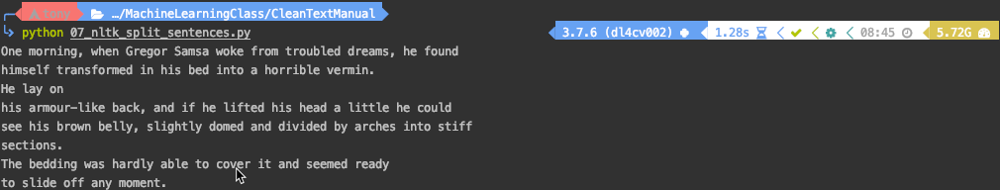 tony …/MachineLearningClass/CleanTextManual
python 07_nltk_split_sentences.py 3.7.6 (dl4cv002) 1.28s 08:45 5.72G
One morning, when Gregor Samsa woke from troubled dreams, he found
himself transformed in his bed into a horrible vermin.
He lay on
his armour-like back, and if he lifted his head a little he could
see his brown belly, slightly domed and divided by arches into stiff
sections.
The bedding was hardly able to cover it and seemed ready
to slide off any moment.